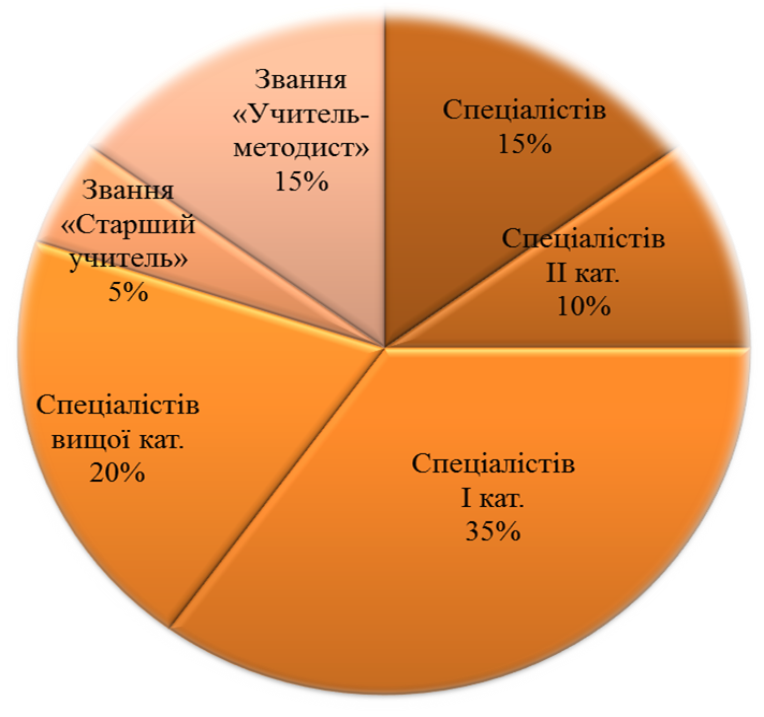 Звання
«Учитель-
методист»
15%
Спеціалістів
15%
Звання
«Старший
учитель»
5%
Спеціалістів
ІІ кат.
10%
Спеціалістів
вищої кат.
20%
Спеціалістів
І кат.
35%